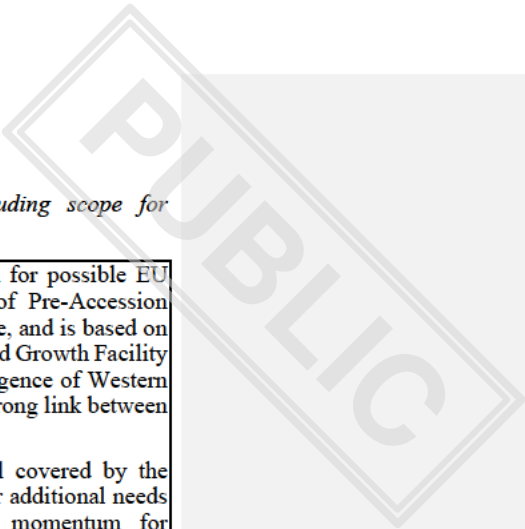 uding scope for
for possible EU
of Pre-Accession
e, and is based on
d Growth Facility
gence of Western
rong link between
covered by the
additional needs
momentum for
PUBLIC